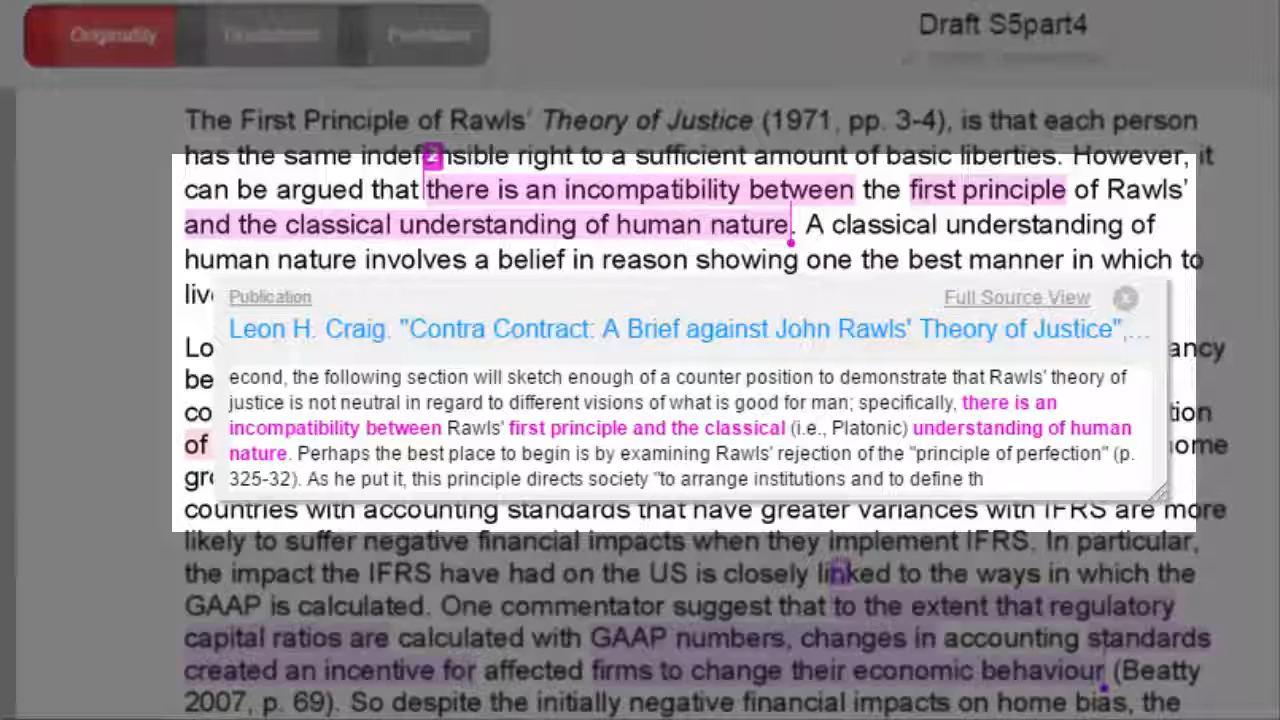 Originality
Draft S5part4
The First Principle of Rawls' Theory of Justice (1971, pp. 3-4), is that each person
has the same indefensible right to a sufficient amount of basic liberties. However, it
2
can be argued that there is an incompatibility between the first principle of Rawls'
and the classical understanding of human nature. A classical understanding of
human nature involves a belief in reason showing one the best manner in which to
Publication
Full Source View
Leon H. Craig. "Contra Contract: A Brief against John Rawls' Theory of Justice",...
econd, the following section will sketch enough of a counter position to demonstrate that Rawls' theory of
justice is not neutral in regard to different visions of what is good for man; specifically, there is an
incompatibility between Rawls' first principle and the classical (i.e., Platonic) understanding of human
nature. Perhaps the best place to begin is by examining Rawls' rejection of the "principle of perfection" (p.
325-32). As he put it, this principle directs society "to arrange institutions and to define th
of
countries with accounting standards that have greater variances with IFRS are more
likely to suffer negative financial impacts when they implement IFRS. In particular,
the impact the IFRS have had on the US is closely linked to the ways in which the
GAAP is calculated. One commentator suggest that to the extent that regulatory
capital ratios are calculated with GAAP numbers, changes in accounting standards
created an incentive for affected firms to change their economic behaviour (Beatty
2007, p. 69). So despite the initially negative financial impacts on home bias, the